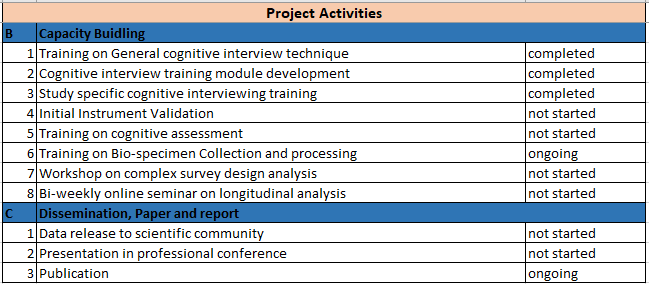 Project Activities
B Capacity Buidling
1 Training on General cognitive interview technique completed
2 Cognitive interview training module development completed
3 Study specific cognitive interviewing training completed
4 Initial Instrument Validation not started
5 Training on cognitive assessment not started
6 Training on Bio-specimen Collection and processing ongoing
7 Workshop on complex survey design analysis not started
8 Bi-weekly online seminar on longitudinal analysis not started
C Dissemination, Paper and report
1 Data release to scientific community not started
2 Presentation in professional conference not started
3 Publication ongoing